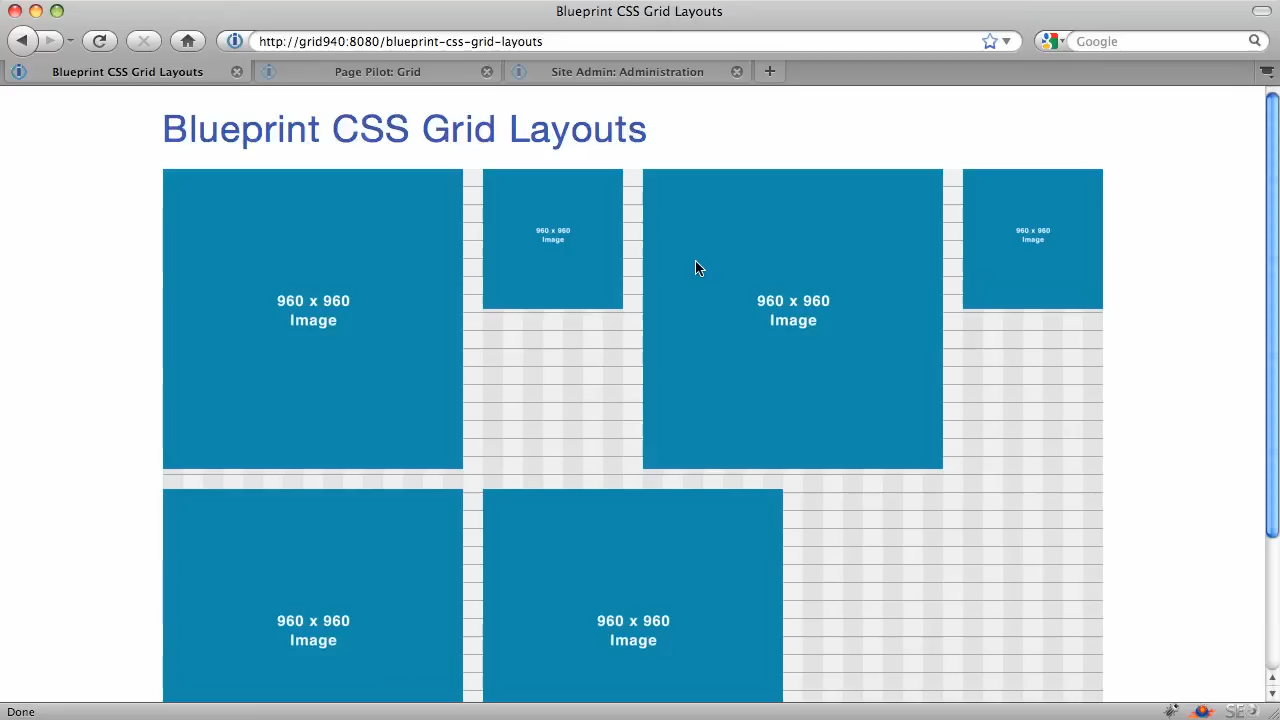 Blueprint CSS Grid Layouts
http://grid940:8080/blueprint-css-grid-layouts
Google
Blueprint CSS Grid Layouts
Page Pilot: Grid
Site Admin: Administration
Blueprint CSS Grid Layouts
960 x 960
Image
960 x 960
Image
960 x 960
Image
960 x 960
Image
960 x 960
Image
960 x 960
Image
Done
SE